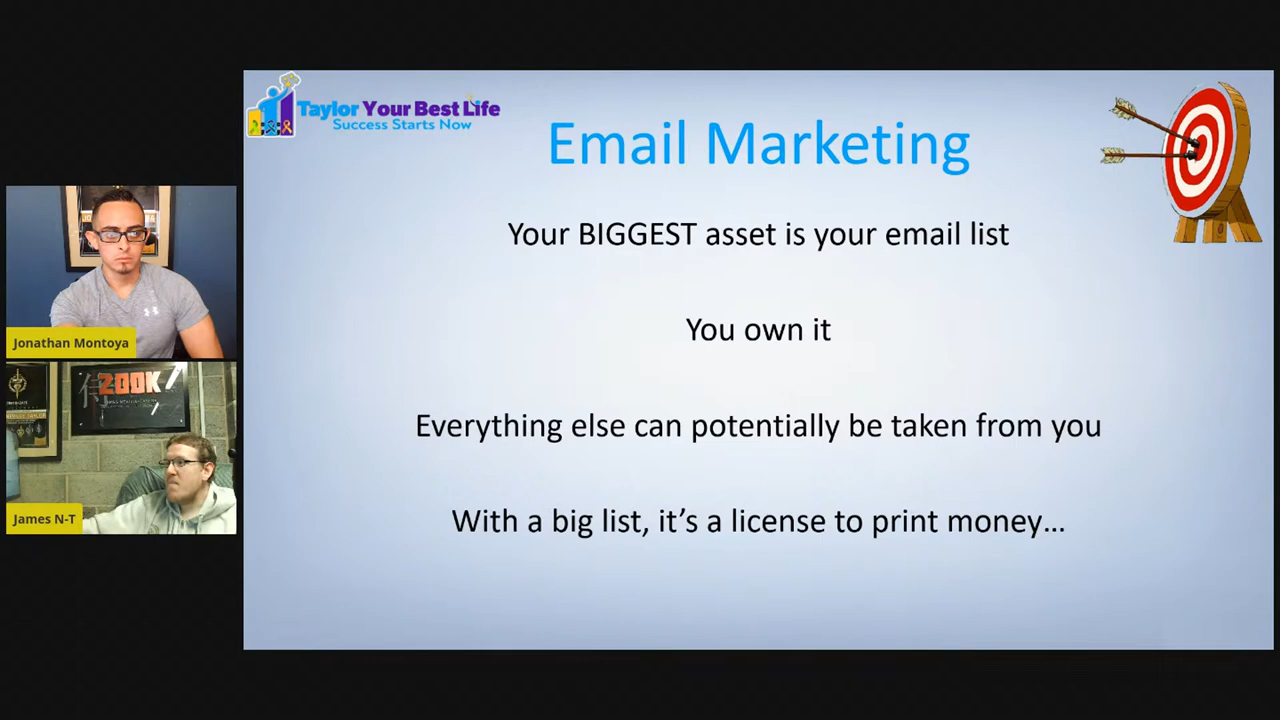 Taylor Your Best Life
Success Starts Now
Email Marketing
Your BIGGEST asset is your email list
You own it
Everything else can potentially be taken from you
With a big list, it's a license to print money...
Jonathan Montoya
200K
James N-T